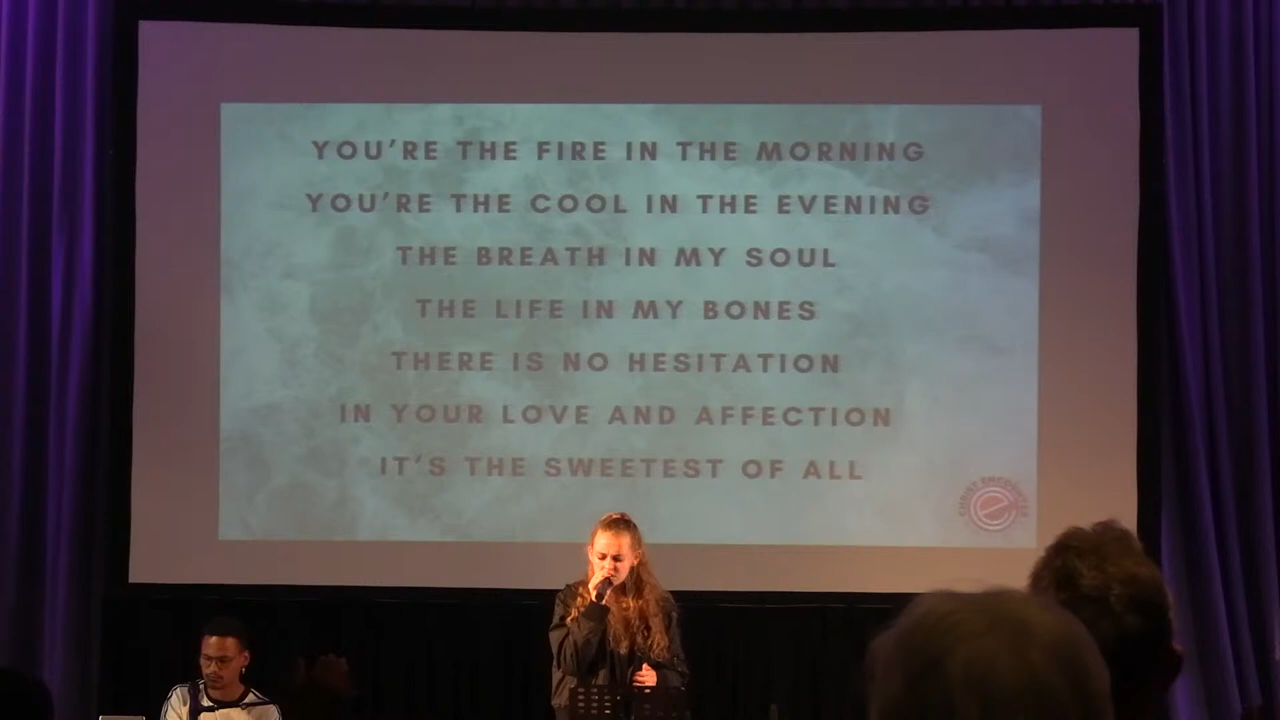 YOU'RE THE FIRE IN THE MORNING
YOU'RE THE COOL IN THE EVENING
THE BREATH IN MY SOUL
THE LIFE IN MY BONES
THERE IS NO HESITATION
IN YOUR LOVE AND AFFECTION
IT'S THE SWEETEST OF ALL
CHRIST ENCOUNTER